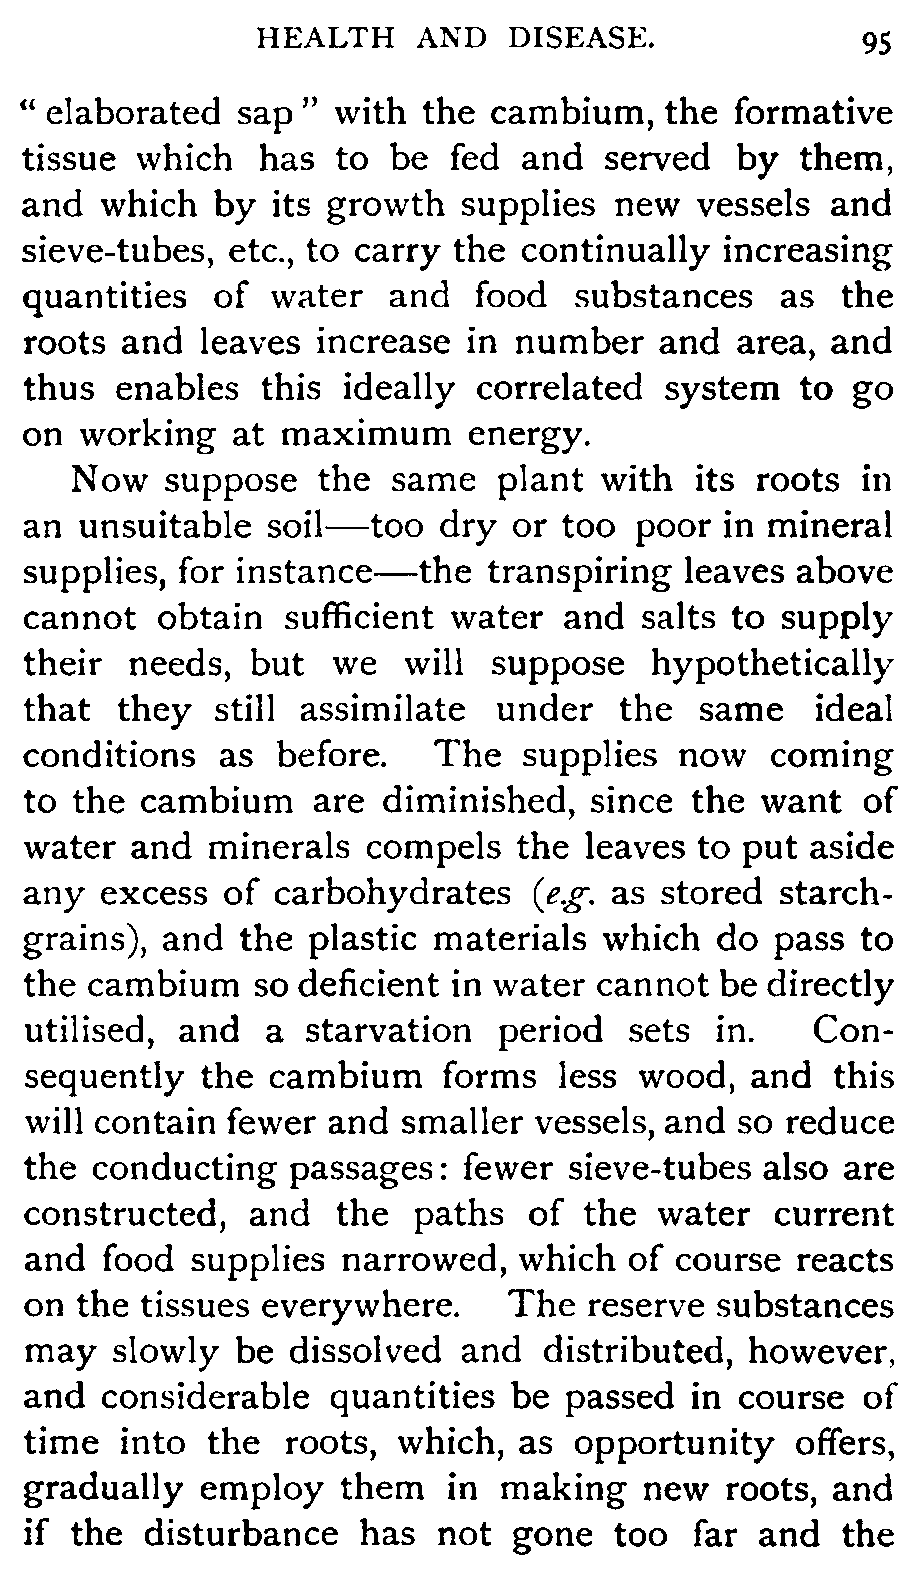 HEALTH AND DISEASE. 95
“ elaborated sap ” with the cambium, the formative
tissue which has to be fed and served by them,
and which by its growth supplies new vessels and
sieve-tubes, etc., to carry the continually increasing
quantities of water and food substances as the
roots and leaves increase in number and area, and
thus enables this ideally correlated system to go
on working at maximum energy.
Now suppose the same plant with its roots in
an unsuitable soil—too dry or too poor in mineral
supplies, for instance—the transpiring leaves above
cannot obtain sufficient water and salts to supply
their needs, but we will suppose hypothetically
that they still assimilate under the same ideal
conditions as before. The supplies now coming
to the cambium are diminished, since the want of
water and minerals compels the leaves to put aside
any excess of carbohydrates (e.g. as stored starch-
grains), and the plastic materials which do pass to
the cambium so deficient in water cannot be directly
utilised, and a starvation period sets in. Con-
sequently the cambium forms less wood, and this
will contain fewer and smaller vessels, and so reduce
the conducting passages: fewer sieve-tubes also are
constructed, and the paths of the water current
and food supplies narrowed, which of course reacts
on the tissues everywhere. The reserve substances
may slowly be dissolved and distributed, however,
and considerable quantities be passed in course of
time into the roots, which, as opportunity offers,
gradually employ them in making new roots, and
if the disturbance has not gone too far and the